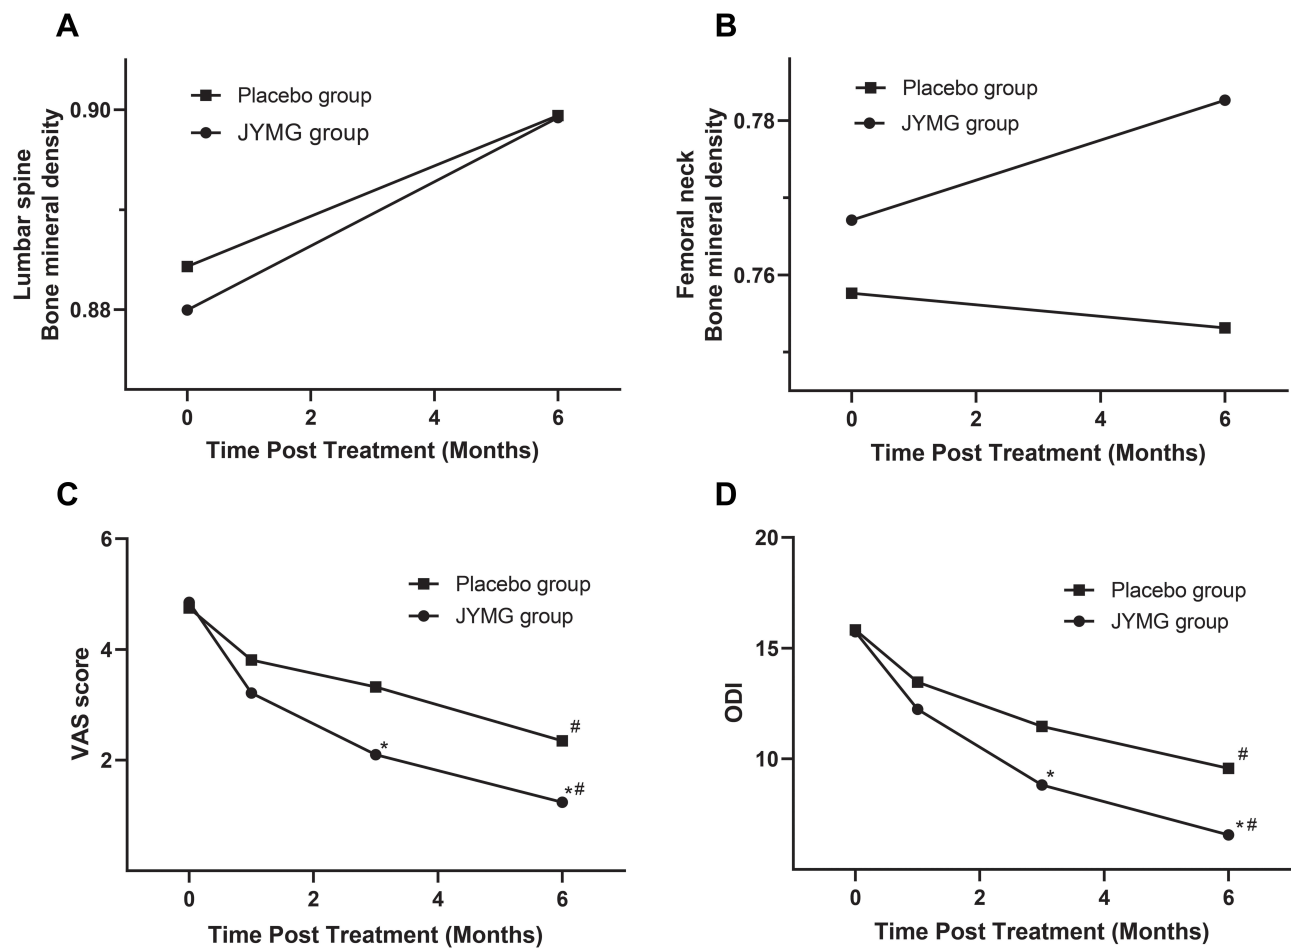 A
Lumbar spine
Bone mineral density
0.90
0.88
Placebo group
JYMG group
0
2
4
6
Time Post Treatment (Months)
B
Femoral neck
Bone mineral density
0.78
0.76
Placebo group
JYMG group
0
2
4
6
Time Post Treatment (Months)
C
VAS score
6
4
2
Placebo group
JYMG group
#
*
*#
0
2
4
6
Time Post Treatment (Months)
D
ODI
20
15
10
Placebo group
JYMG group
#
*
*#
0
2
4
6
Time Post Treatment (Months)